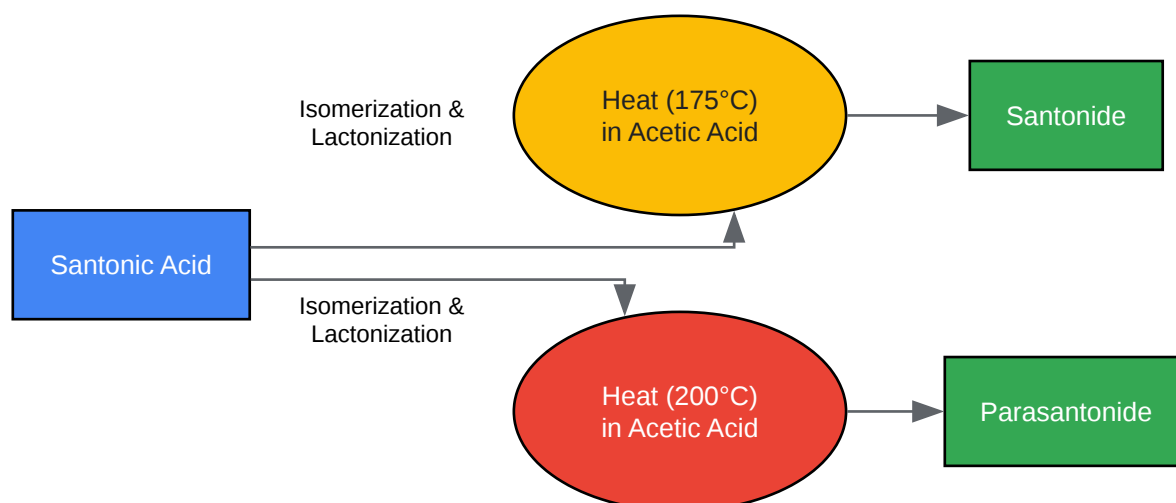 Isomerization &
Lactonization
Heat (175°C)
in Acetic Acid
Santonide
Santonic Acid
Isomerization &
Lactonization
Heat (200°C)
in Acetic Acid
Parasantonide